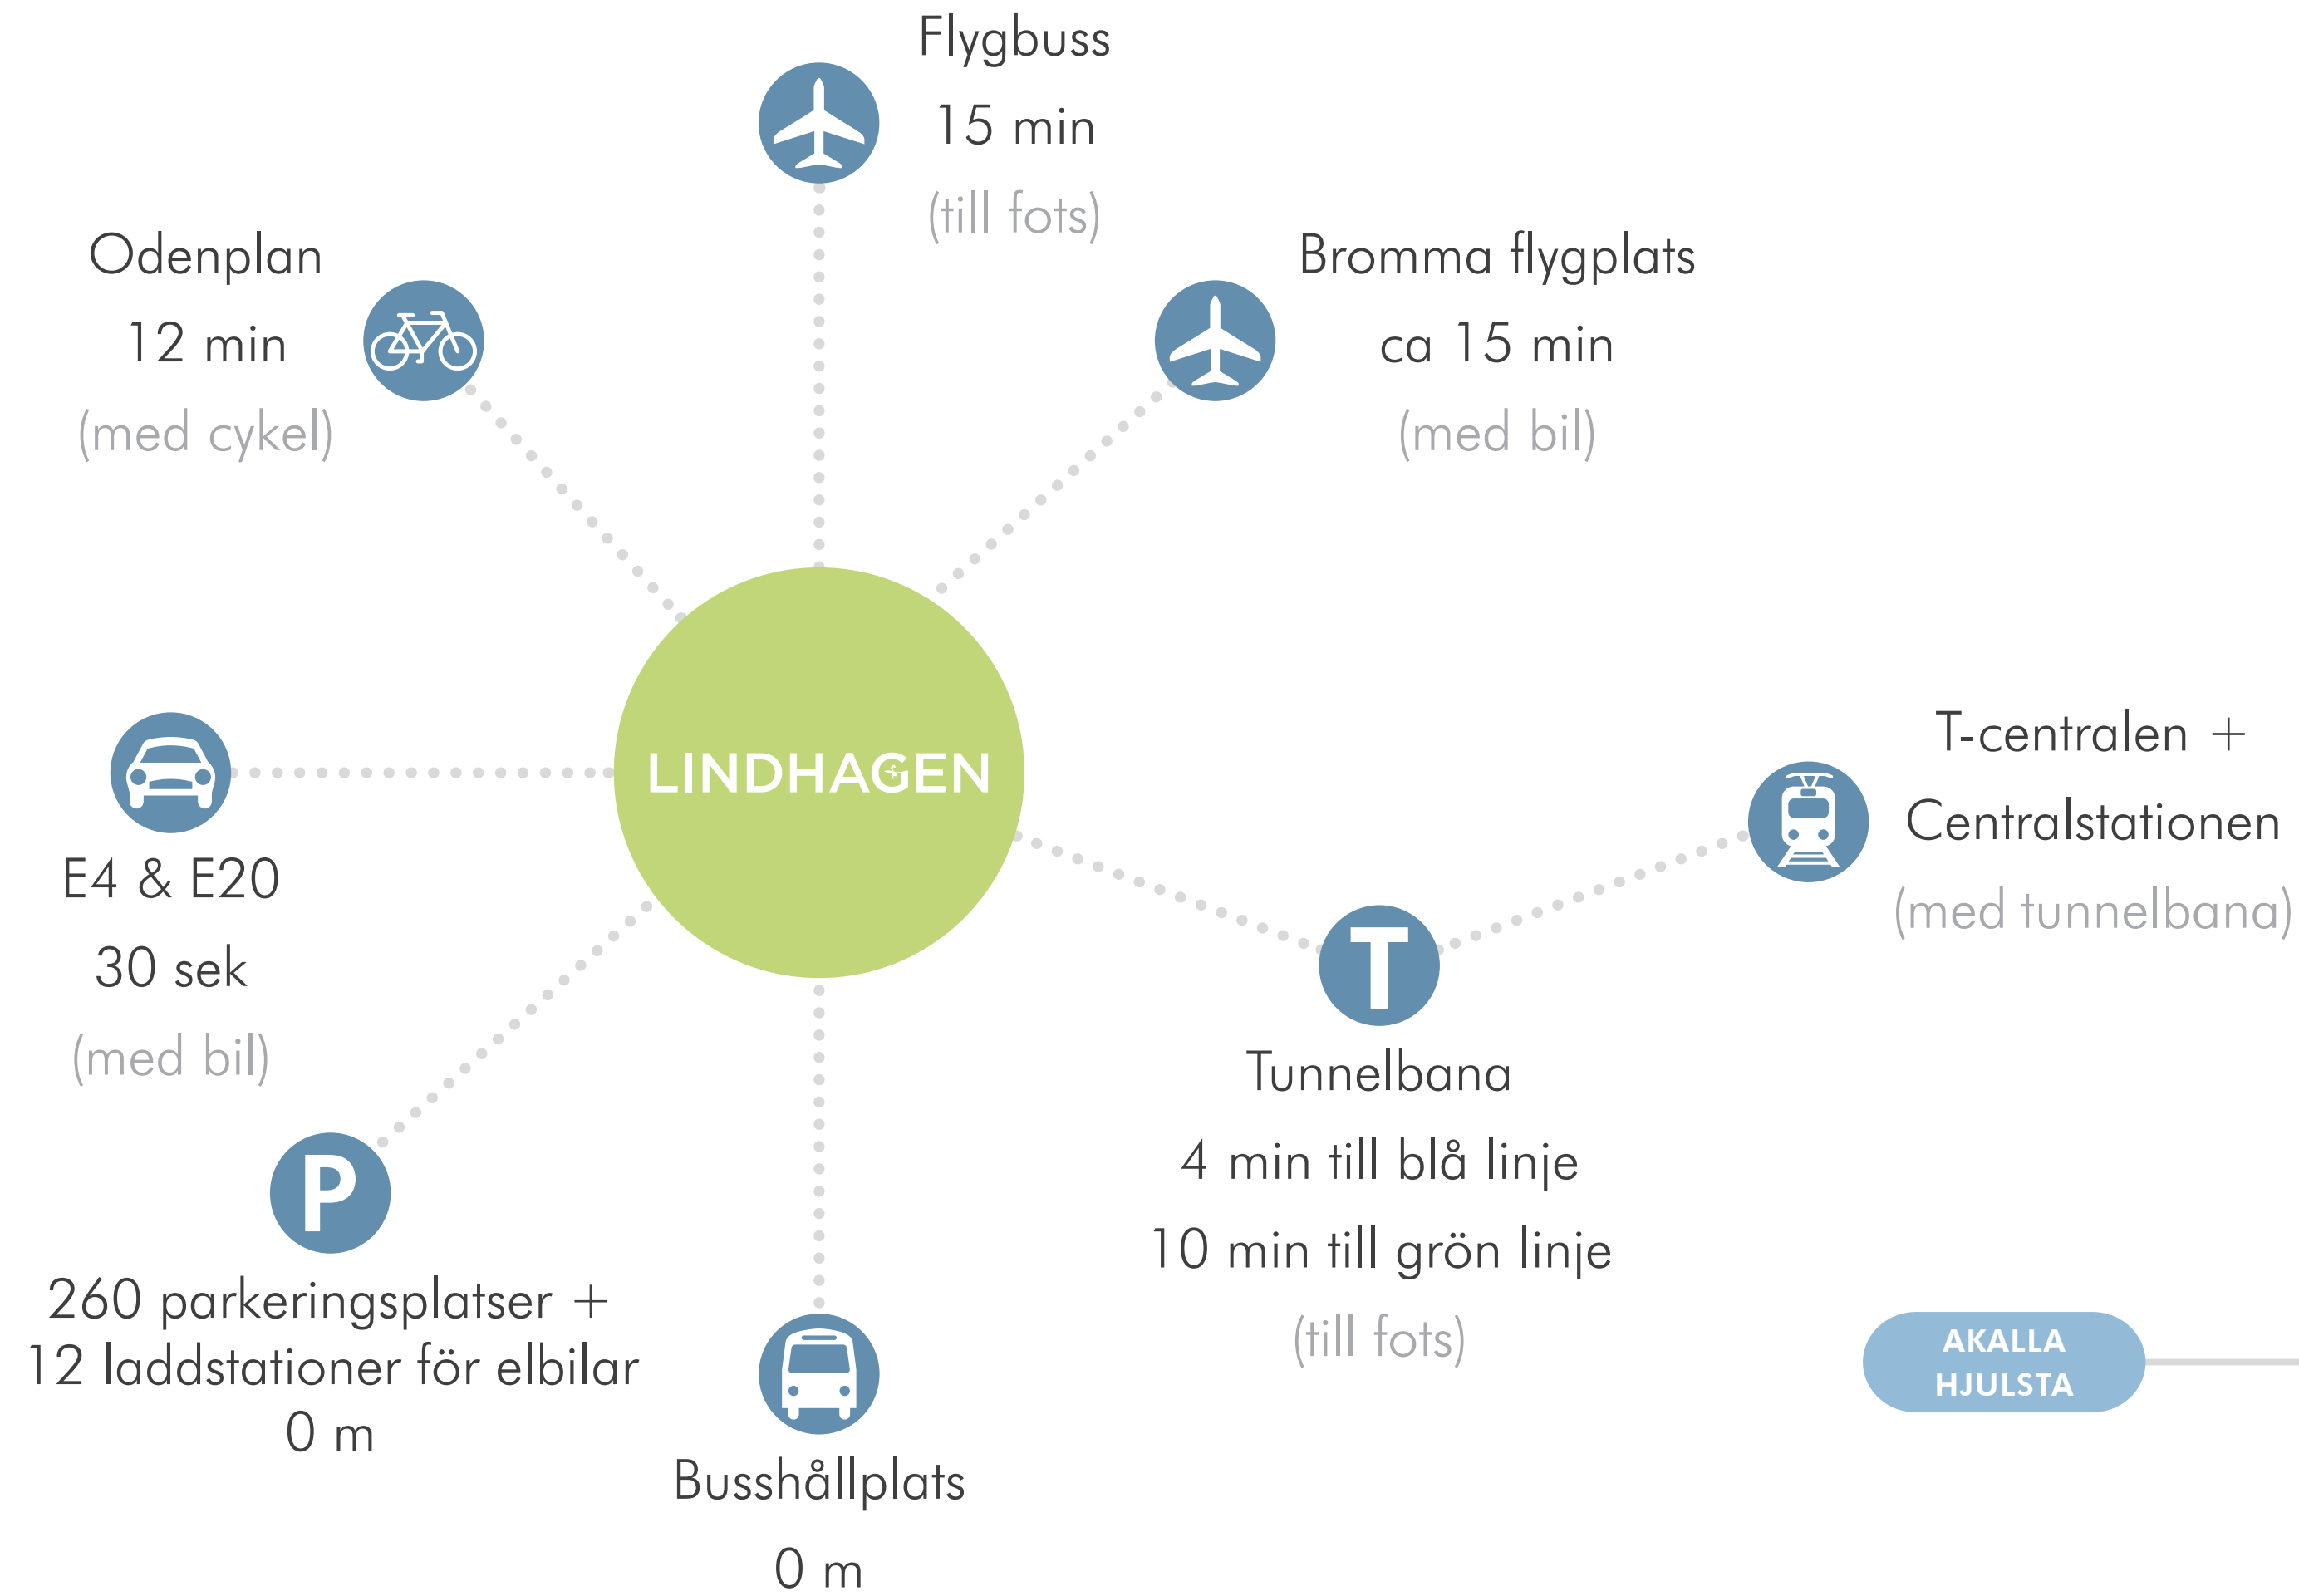 Flygbuss
15 min
(till fots)
Odenplan
12 min
(med cykel)
Bromma flygplats
ca 15 min
(med bil)
LINDHAGEN
T-centralen +
Centralstationen
(med tunnelbana)
E4 & E20
30 sek
(med bil)
T
Tunnelbana
4 min till blå linje
10 min till grön linje
(till fots)
P
260 parkeringsplatser +
12 laddstationer för elbilar
0 m
Busshållplats
0 m
AKALLA
HJULSTA